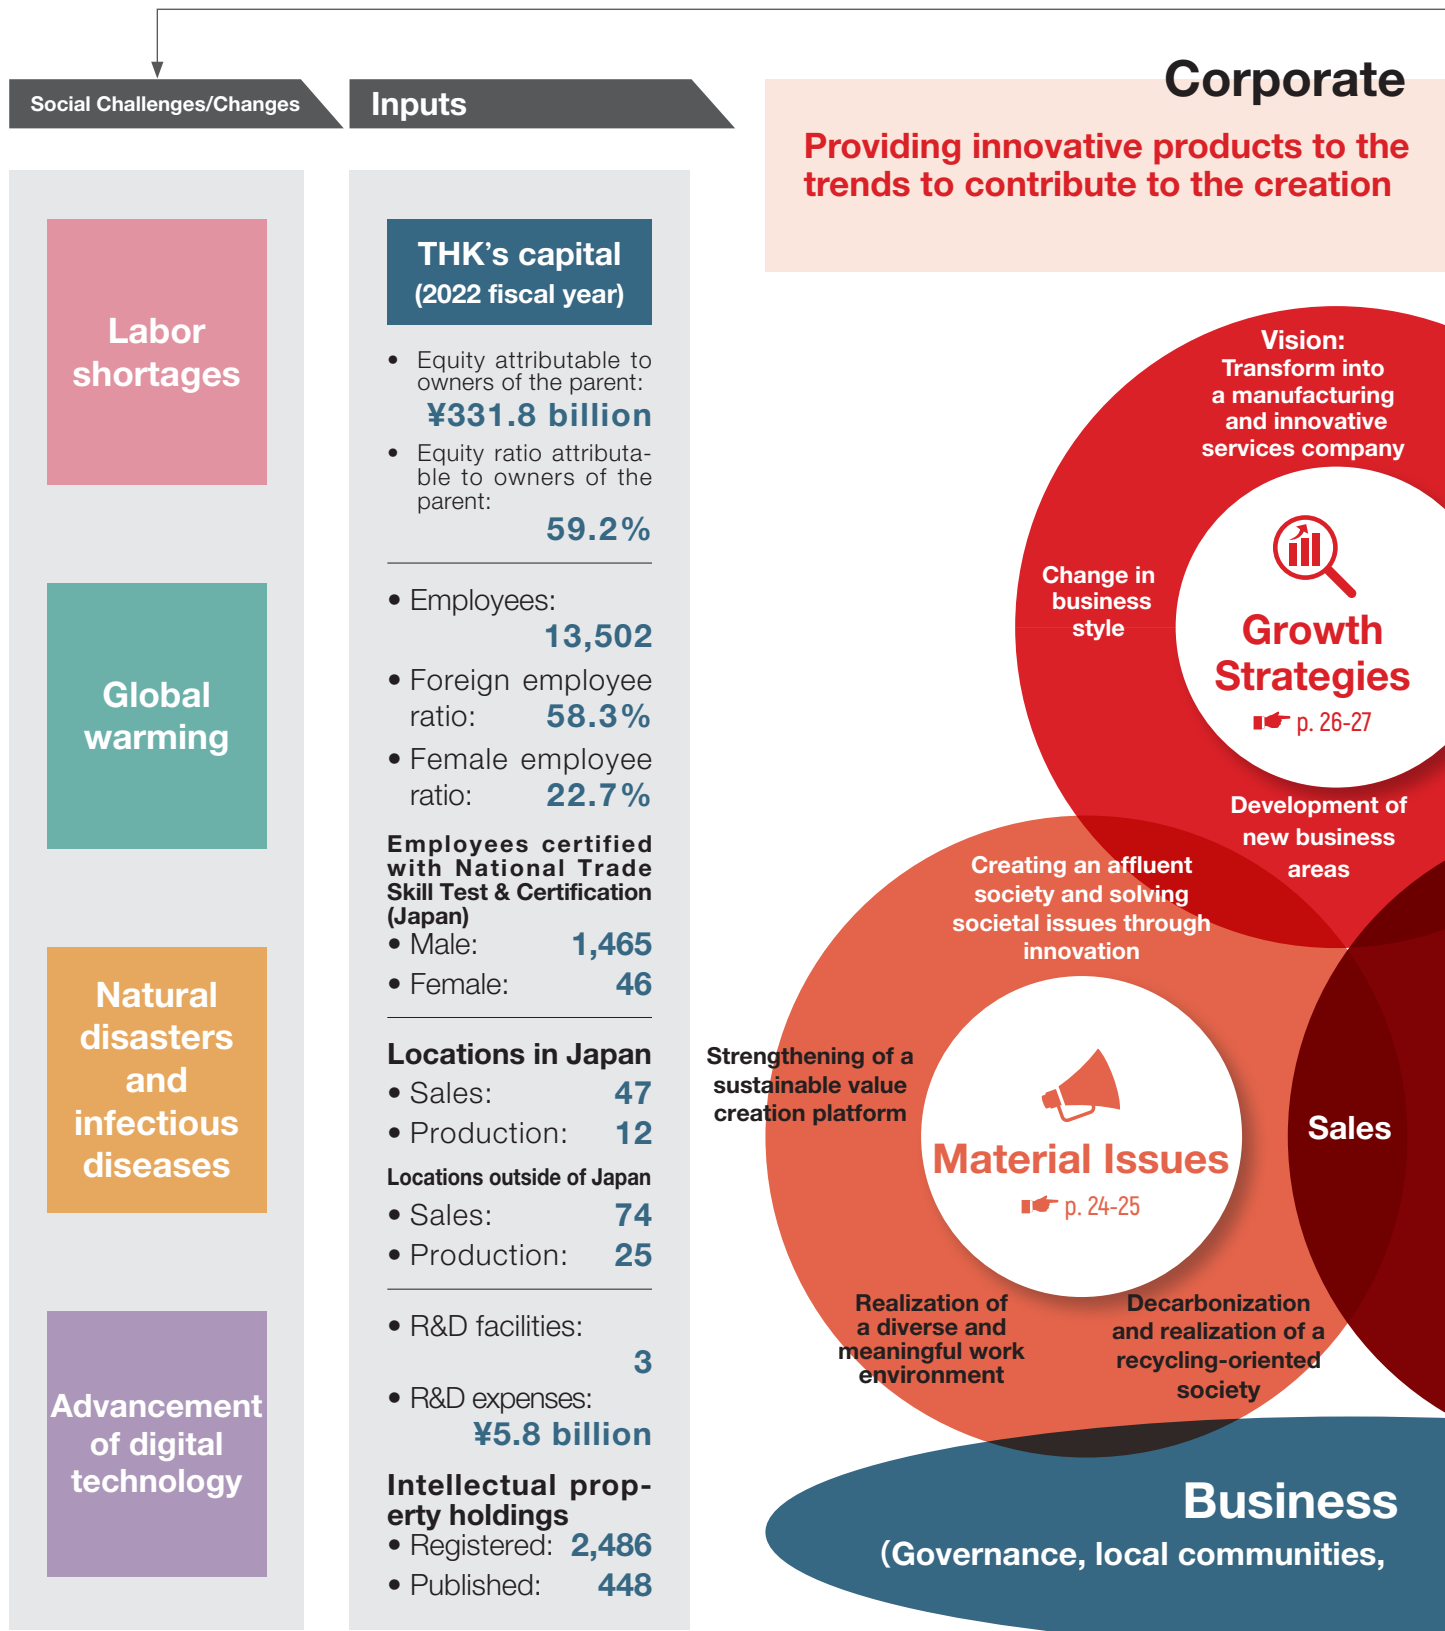 Social Challenges/Changes
Labor
shortages
Global
warming
Natural
disasters
and
infectious
diseases
Advancement
of digital
technology
Inputs
THK’s capital
(2022 fiscal year)
• Equity attributable to
owners of the parent:
¥331.8 billion
• Equity ratio attributa-
ble to owners of the
parent:
59.2%
• Employees:
13,502
• Foreign employee
ratio: 58.3%
• Female employee
ratio: 22.7%
Employees certified
with National Trade
Skill Test & Certification
(Japan)
• Male: 1,465
• Female: 46
Locations in Japan
• Sales: 47
• Production: 12
Locations outside of Japan
• Sales: 74
• Production: 25
• R&D facilities:
3
• R&D expenses:
¥5.8 billion
Intellectual prop-
erty holdings
• Registered: 2,486
• Published: 448
Corporate
Providing innovative products to the
trends to contribute to the creation
Vision:
Transform into
a manufacturing
and innovative
services company
Change in
business
style
Growth
Strategies
p. 26-27
Development of
new business
areas
Creating an affluent
society and solving
societal issues through
innovation
Strengthening of a
sustainable value
creation platform
Material Issues
p. 24-25
Sales
Realization of
a diverse and
meaningful work
environment
Decarbonization
and realization of a
recycling-oriented
society
Business
(Governance, local communities,